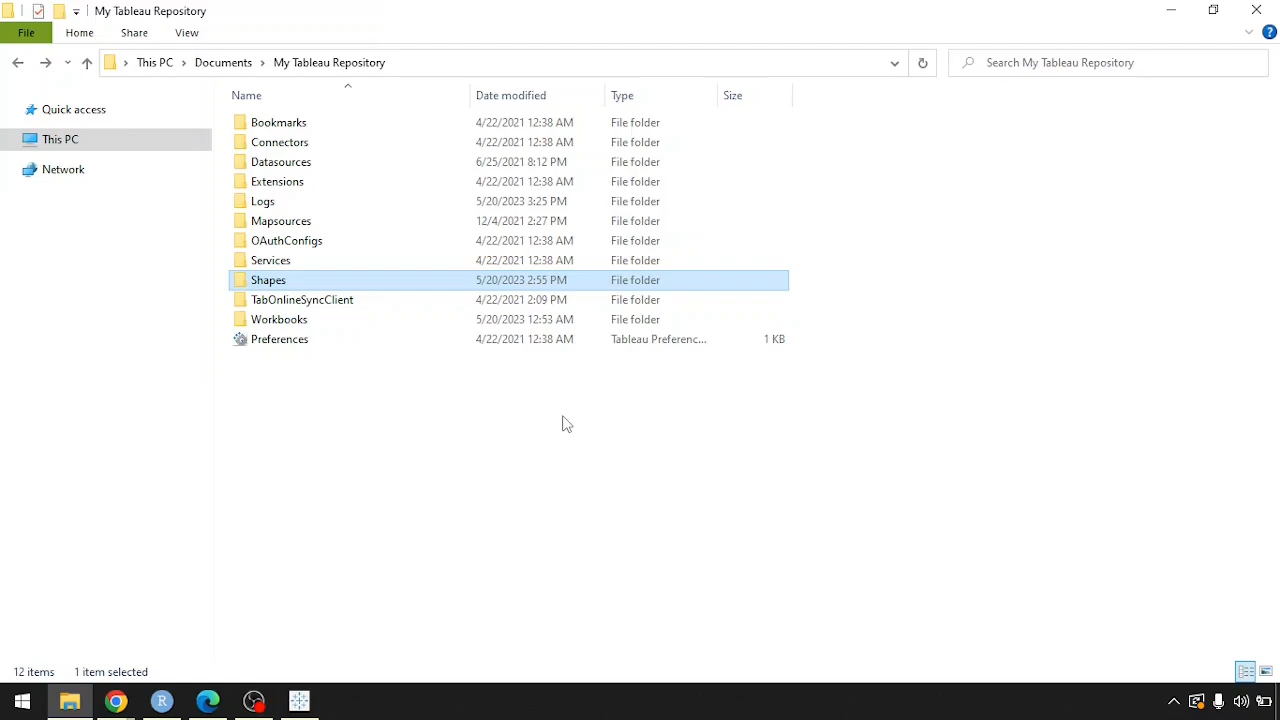 My Tableau Repository
File Home Share View
This PC Documents My Tableau Repository Search My Tableau Repository
Name Date modified Type Size
Quick access
This PC
Network
Bookmarks 4/22/2021 12:38 AM File folder
Connectors 4/22/2021 12:38 AM File folder
Datasources 6/25/2021 8:12 PM File folder
Extensions 4/22/2021 12:38 AM File folder
Logs 5/20/2023 3:25 PM File folder
Mapsources 12/4/2021 2:27 PM File folder
OAuthConfigs 4/22/2021 12:38 AM File folder
Services 4/22/2021 12:38 AM File folder
Shapes 5/20/2023 2:55 PM File folder
TabOnlineSyncClient 4/22/2021 2:09 PM File folder
Workbooks 5/20/2023 12:53 AM File folder
Preferences 4/22/2021 12:38 AM Tableau Preferenc... 1 KB
12 items 1 item selected
R